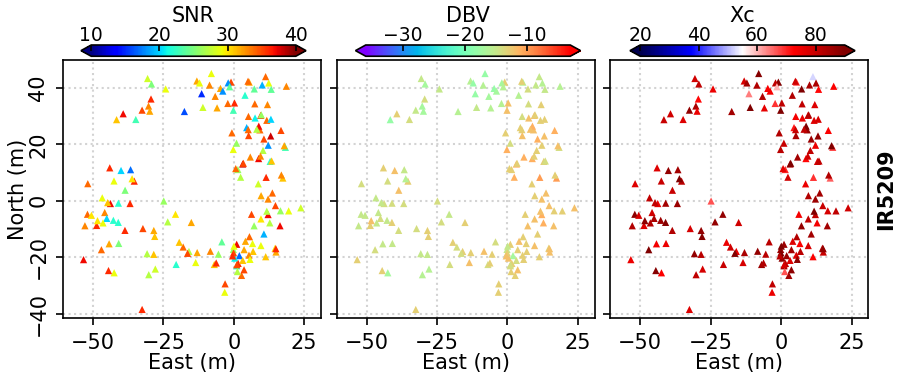 SNR DBV Xc
10 20 30 40 −30 −20 −10 20 40 60 80
40
20
0
−20
−40
North (m)
IR5209
−50 −25 0 25 −50 −25 0 25 −50 −25 0 25
East (m) East (m) East (m)